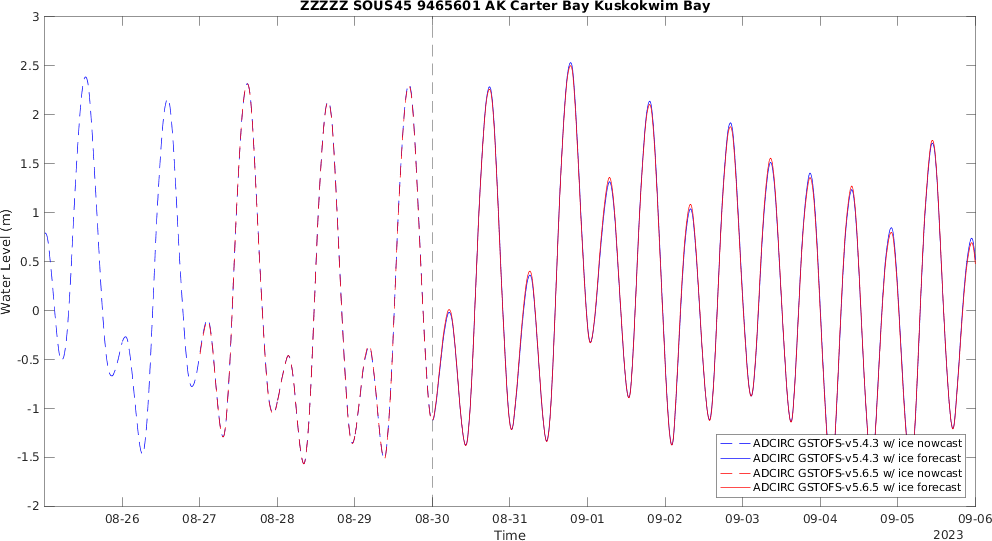 ZZZZZ SOUS45 9465601 AK Carter Bay Kuskokwim Bay
3
2.5
2
1.5
1
0.5
0
-0.5
-1
-1.5
-2
Water Level (m)
ADCIRC GSTOFS-v5.4.3 w/ ice nowcast
ADCIRC GSTOFS-v5.4.3 w/ ice forecast
ADCIRC GSTOFS-v5.6.5 w/ ice nowcast
ADCIRC GSTOFS-v5.6.5 w/ ice forecast
08-26 08-27 08-28 08-29 08-30 08-31 09-01 09-02 09-03 09-04 09-05 09-06
Time
2023